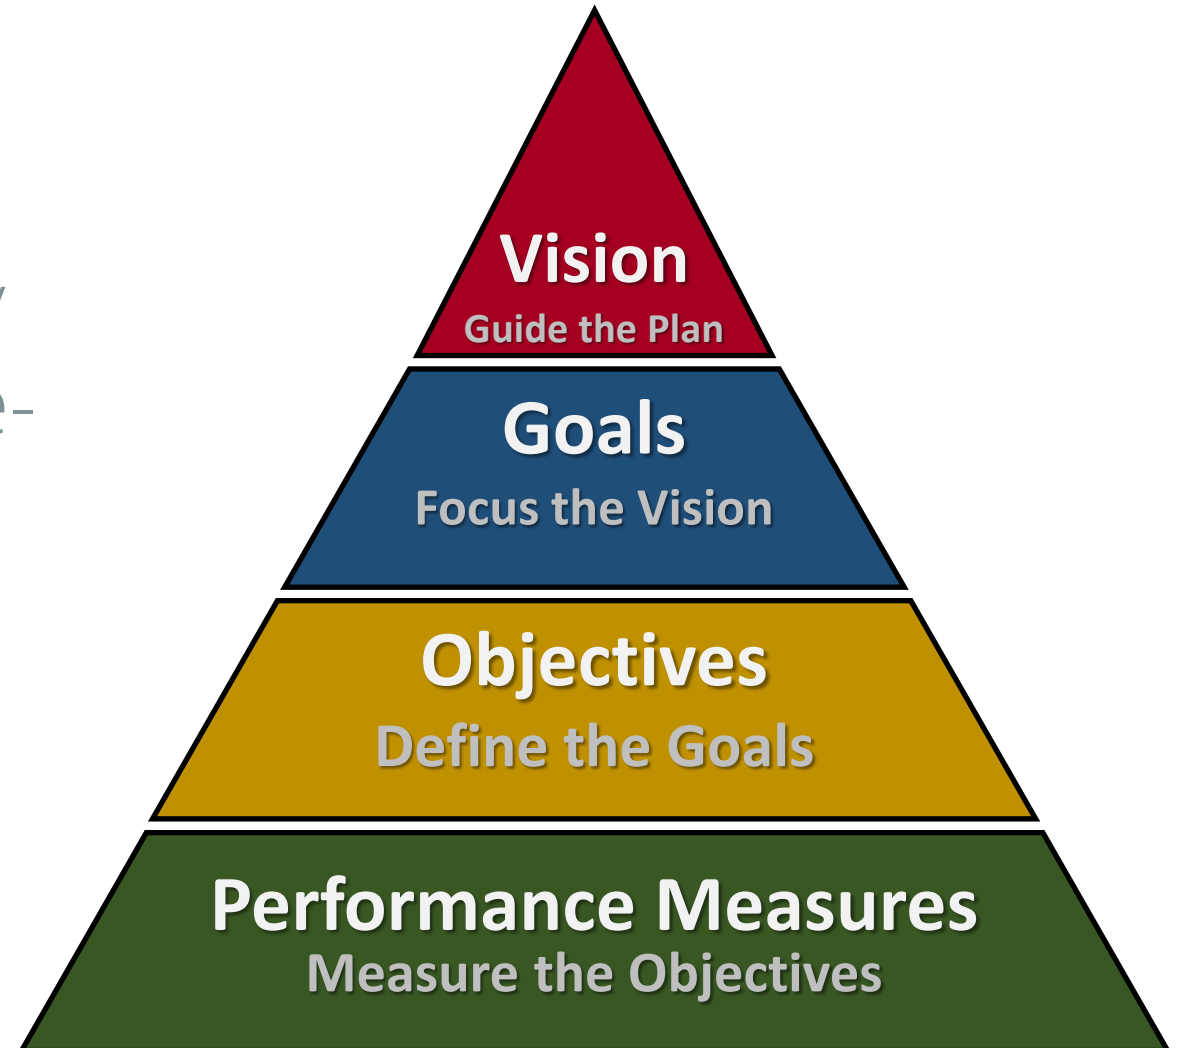 Vision
Guide the Plan
Goals
Focus the Vision
Objectives
Define the Goals
Performance Measures
Measure the Objectives